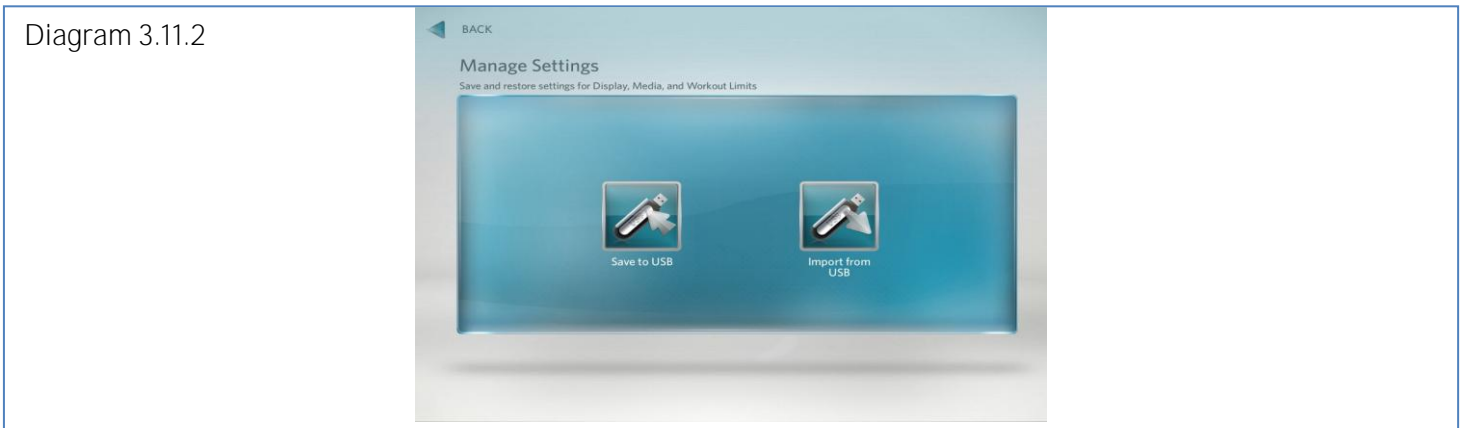 Diagram 3.11.2
BACK
Manage Settings
Save and restore settings for Display, Media, and Workout Limits
Save to USB
Import from
USB